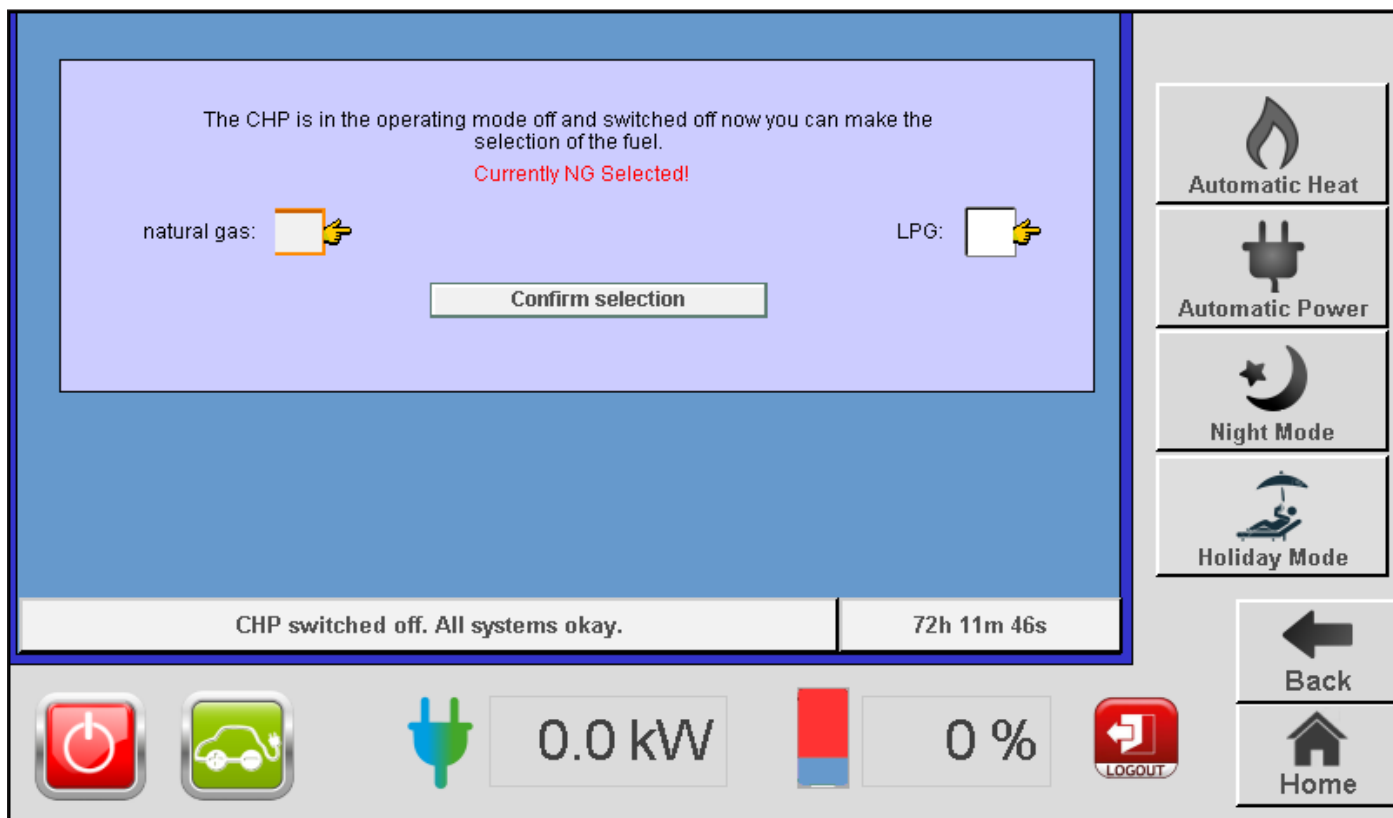 The CHP is in the operating mode off and switched off now you can make the
selection of the fuel.
Currently NG Selected!
natural gas:
LPG:
Confirm selection
Automatic Heat
Automatic Power
Night Mode
Holiday Mode
CHP switched off. All systems okay.
72h 11m 46s
Back
0.0 kW
0 %
LOGOUT
Home